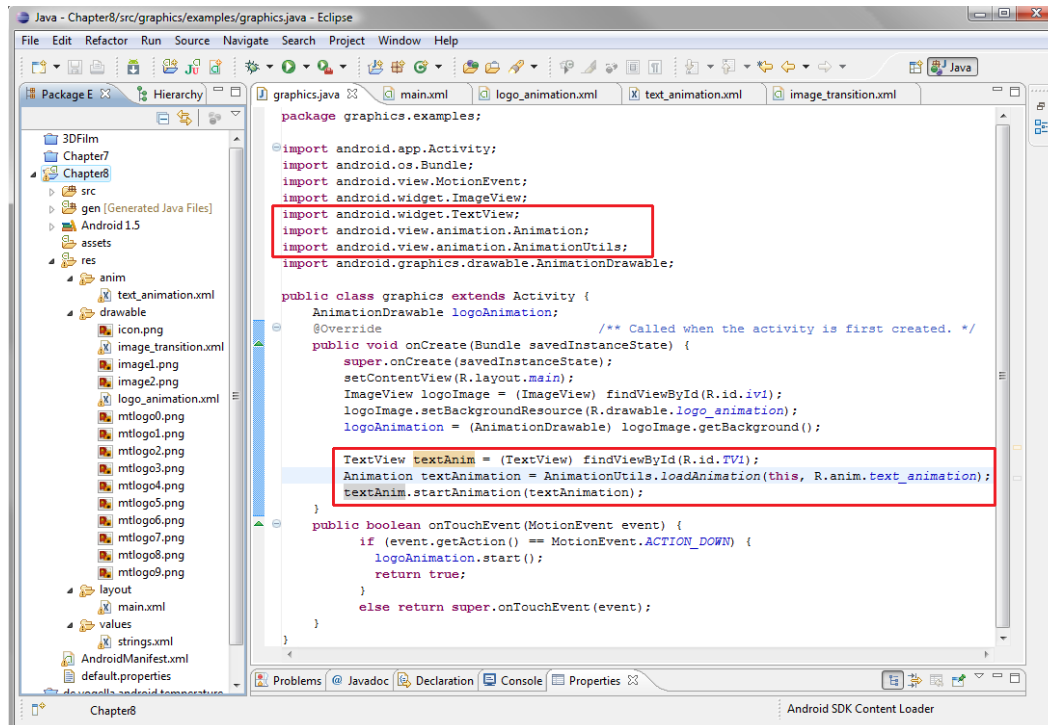 Java - Chapter8/src/graphics/examples/graphics.java - Eclipse
File Edit Refactor Run Source Navigate Search Project Window Help
Java
Package E
Hierarchy
3DFilm
Chapter7
Chapter8
src
gen [Generated Java Files]
Android 1.5
assets
res
anim
text_animation.xml
drawable
icon.png
image_transition.xml
image1.png
image2.png
logo_animation.xml
mtlogo0.png
mtlogo1.png
mtlogo2.png
mtlogo3.png
mtlogo4.png
mtlogo5.png
mtlogo6.png
mtlogo7.png
mtlogo8.png
mtlogo9.png
layout
main.xml
values
strings.xml
AndroidManifest.xml
default.properties
graphics.java main.xml logo_animation.xml text_animation.xml image_transition.xml
package graphics.examples;
import android.app.Activity;
import android.os.Bundle;
import android.view.MotionEvent;
import android.widget.ImageView;
import android.widget.TextView;
import android.view.animation.Animation;
import android.view.animation.AnimationUtils;
import android.graphics.drawable.AnimationDrawable;
public class graphics extends Activity {
AnimationDrawable logoAnimation;
@Override /** Called when the activity is first created. */
public void onCreate(Bundle savedInstanceState) {
super.onCreate(savedInstanceState);
setContentView(R.layout.main);
ImageView logoImage = (ImageView) findViewById(R.id.iv1);
logoImage.setBackgroundResource(R.drawable.logo_animation);
logoAnimation = (AnimationDrawable) logoImage.getBackground();
TextView textAnim = (TextView) findViewById(R.id.TV1);
Animation textAnimation = AnimationUtils.loadAnimation(this, R.anim.text_animation);
textAnim.startAnimation(textAnimation);
}
public boolean onTouchEvent(MotionEvent event) {
if (event.getAction() == MotionEvent.ACTION_DOWN) {
logoAnimation.start();
return true;
}
else return super.onTouchEvent(event);
}
}
Problems @ Javadoc Declaration Console Properties
Chapter8
Android SDK Content Loader